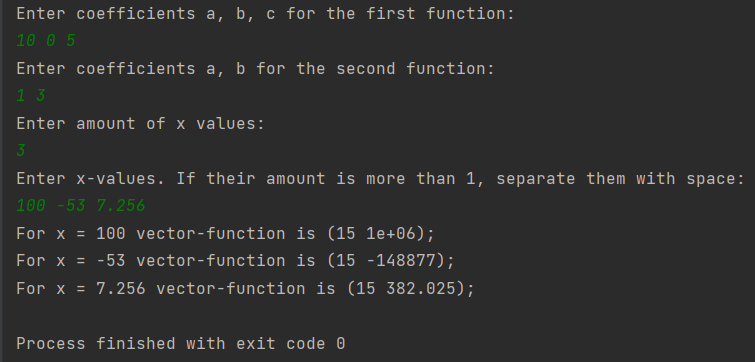 Enter coefficients a, b, c for the first function:
10 0 5
Enter coefficients a, b for the second function:
1 3
Enter amount of x values:
3
Enter x-values. If their amount is more than 1, separate them with space:
100 -53 7.256
For x = 100 vector-function is (15 1e+06);
For x = -53 vector-function is (15 -148877);
For x = 7.256 vector-function is (15 382.025);
Process finished with exit code 0